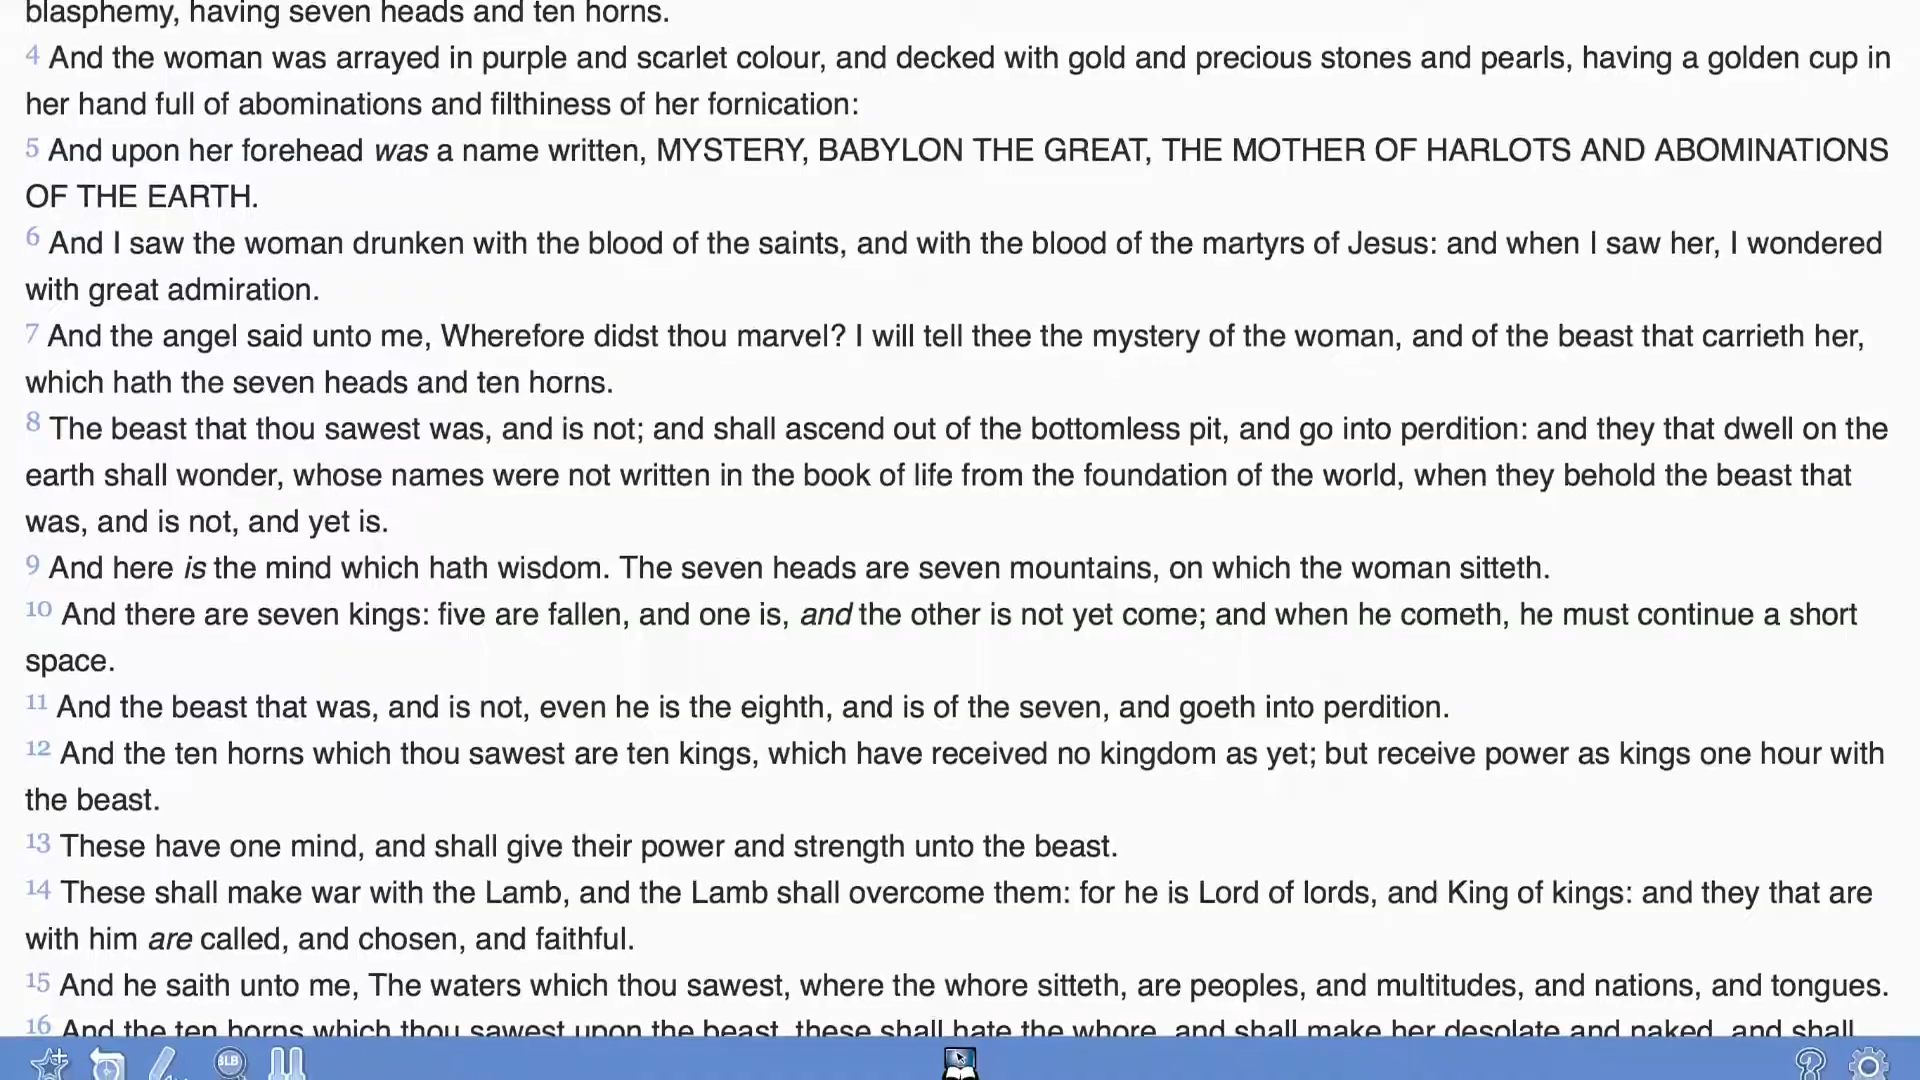 blasphemy, having seven heads and ten horns.
4 And the woman was arrayed in purple and scarlet colour, and decked with gold and precious stones and pearls, having a golden cup in
her hand full of abominations and filthiness of her fornication:
5 And upon her forehead was a name written, MYSTERY, BABYLON THE GREAT, THE MOTHER OF HARLOTS AND ABOMINATIONS
OF THE EARTH.
6 And I saw the woman drunken with the blood of the saints, and with the blood of the martyrs of Jesus: and when I saw her, I wondered
with great admiration.
7 And the angel said unto me, Wherefore didst thou marvel? I will tell thee the mystery of the woman, and of the beast that carrieth her,
which hath the seven heads and ten horns.
8 The beast that thou sawest was, and is not; and shall ascend out of the bottomless pit, and go into perdition: and they that dwell on the
earth shall wonder, whose names were not written in the book of life from the foundation of the world, when they behold the beast that
was, and is not, and yet is.
9 And here is the mind which hath wisdom. The seven heads are seven mountains, on which the woman sitteth.
10 And there are seven kings: five are fallen, and one is, and the other is not yet come; and when he cometh, he must continue a short
space.
11 And the beast that was, and is not, even he is the eighth, and is of the seven, and goeth into perdition.
12 And the ten horns which thou sawest are ten kings, which have received no kingdom as yet; but receive power as kings one hour with
the beast.
13 These have one mind, and shall give their power and strength unto the beast.
14 These shall make war with the Lamb, and the Lamb shall overcome them: for he is Lord of lords, and King of kings: and they that are
with him are called, and chosen, and faithful.
15 And he saith unto me, The waters which thou sawest, where the whore sitteth, are peoples, and multitudes, and nations, and tongues.
16 And the ten horns which thou sawest upon the beast, these shall hate the whore, and shall make her desolate and naked, and shall
BLB